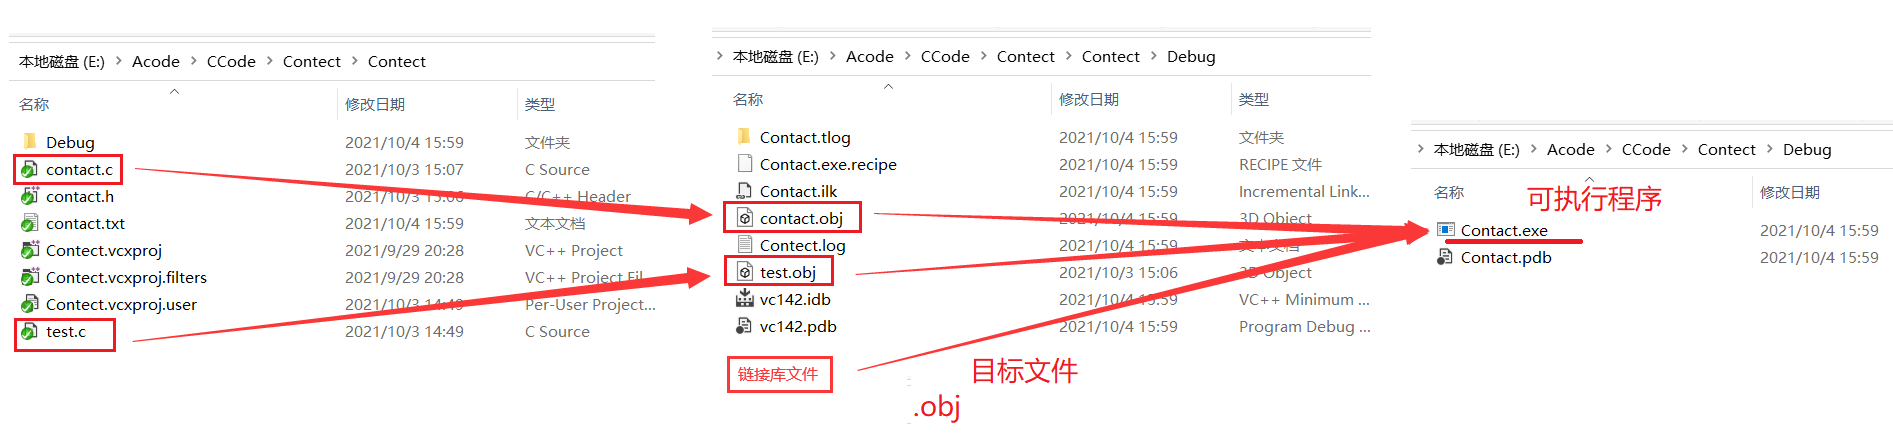 本地磁盘 (E:) > Acode > CCode > Contect > Contect
名称 修改日期 类型
Debug 2021/10/4 15:59 文件夹
contact.c 2021/10/3 15:07 C Source
contact.h 2021/10/3 15:06 C/C++ Header
contact.txt 2021/10/4 15:59 文本文档
Contect.vcxproj 2021/9/29 20:28 VC++ Project
Contect.vcxproj.filters 2021/9/29 20:28 VC++ Project Fil...
Contect.vcxproj.user 2021/10/3 14:49 Per-User Project...
test.c 2021/10/3 14:49 C Source
> 本地磁盘 (E:) > Acode > CCode > Contect > Contect > Debug
名称 修改日期 类型
Contact.tlog 2021/10/4 15:59 文件夹
Contact.exe.recipe 2021/10/4 15:59 RECIPE 文件
Contact.ilk 2021/10/4 15:59 Incremental Link...
contact.obj 2021/10/4 15:59 3D Object
Contect.log 2021/10/4 15:59 文本文档
test.obj 2021/10/3 15:06 3D Object
vc142.idb 2021/10/4 15:59 VC++ Minimum ...
vc142.pdb 2021/10/4 15:59 Program Debug ...
链接库文件
目标文件
.obj
> 本地磁盘 (E:) > Acode > CCode > Contect > Debug
名称 修改日期
可执行程序
Contact.exe 2021/10/4 15:59
Contact.pdb 2021/10/4 15:59